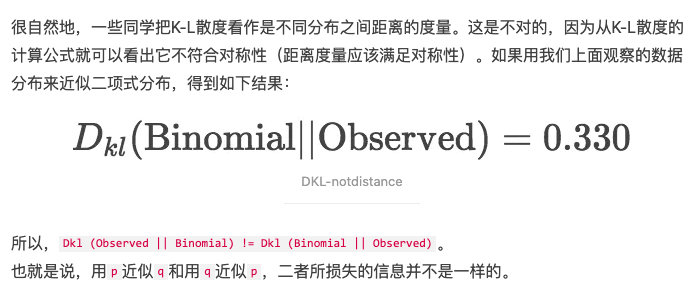 很自然地，一些同学把K-L散度看作是不同分布之间距离的度量。这是不对的，因为从K-L散度的
计算公式就可以看出它不符合对称性（距离度量应该满足对称性）。如果用我们上面观察的数据
分布来近似二项式分布，得到如下结果：
D_{kl}(Binomial||Observed) = 0.330
DKL-notdistance
所以，Dkl (Observed || Binomial) != Dkl (Binomial || Observed)。
也就是说，用p近似q和用q近似p，二者所损失的信息并不是一样的。